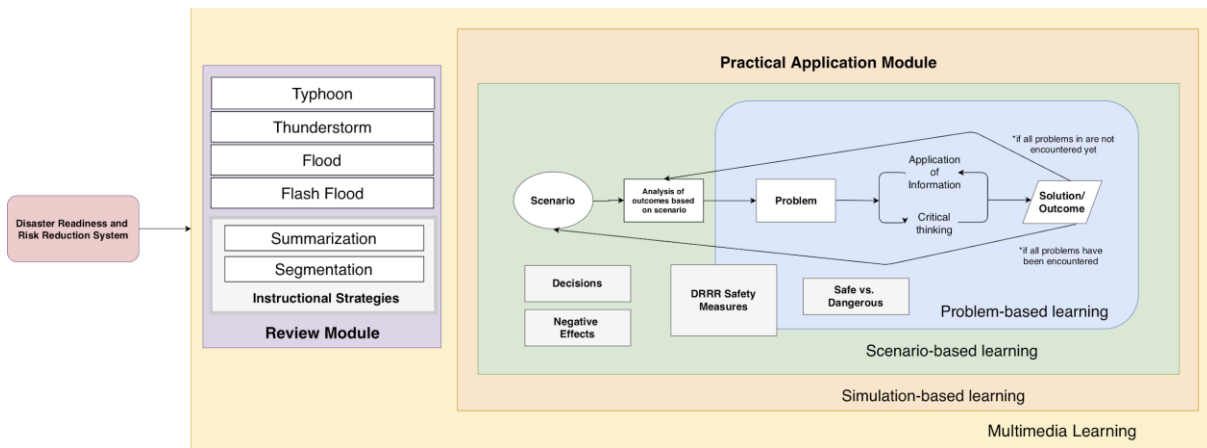 Disaster Readiness and
Risk Reduction System
Typhoon
Thunderstorm
Flood
Flash Flood
Summarization
Segmentation
Instructional Strategies
Review Module
Practical Application Module
*if all problems in are not
encountered yet
Scenario
Analysis of
outcomes based
on scenario
Problem
Application
of
Information
Critical
thinking
Solution/
Outcome
*if all problems have
been encountered
Decisions
Negative
Effects
DRRR Safety
Measures
Safe vs.
Dangerous
Problem-based learning
Scenario-based learning
Simulation-based learning
Multimedia Learning